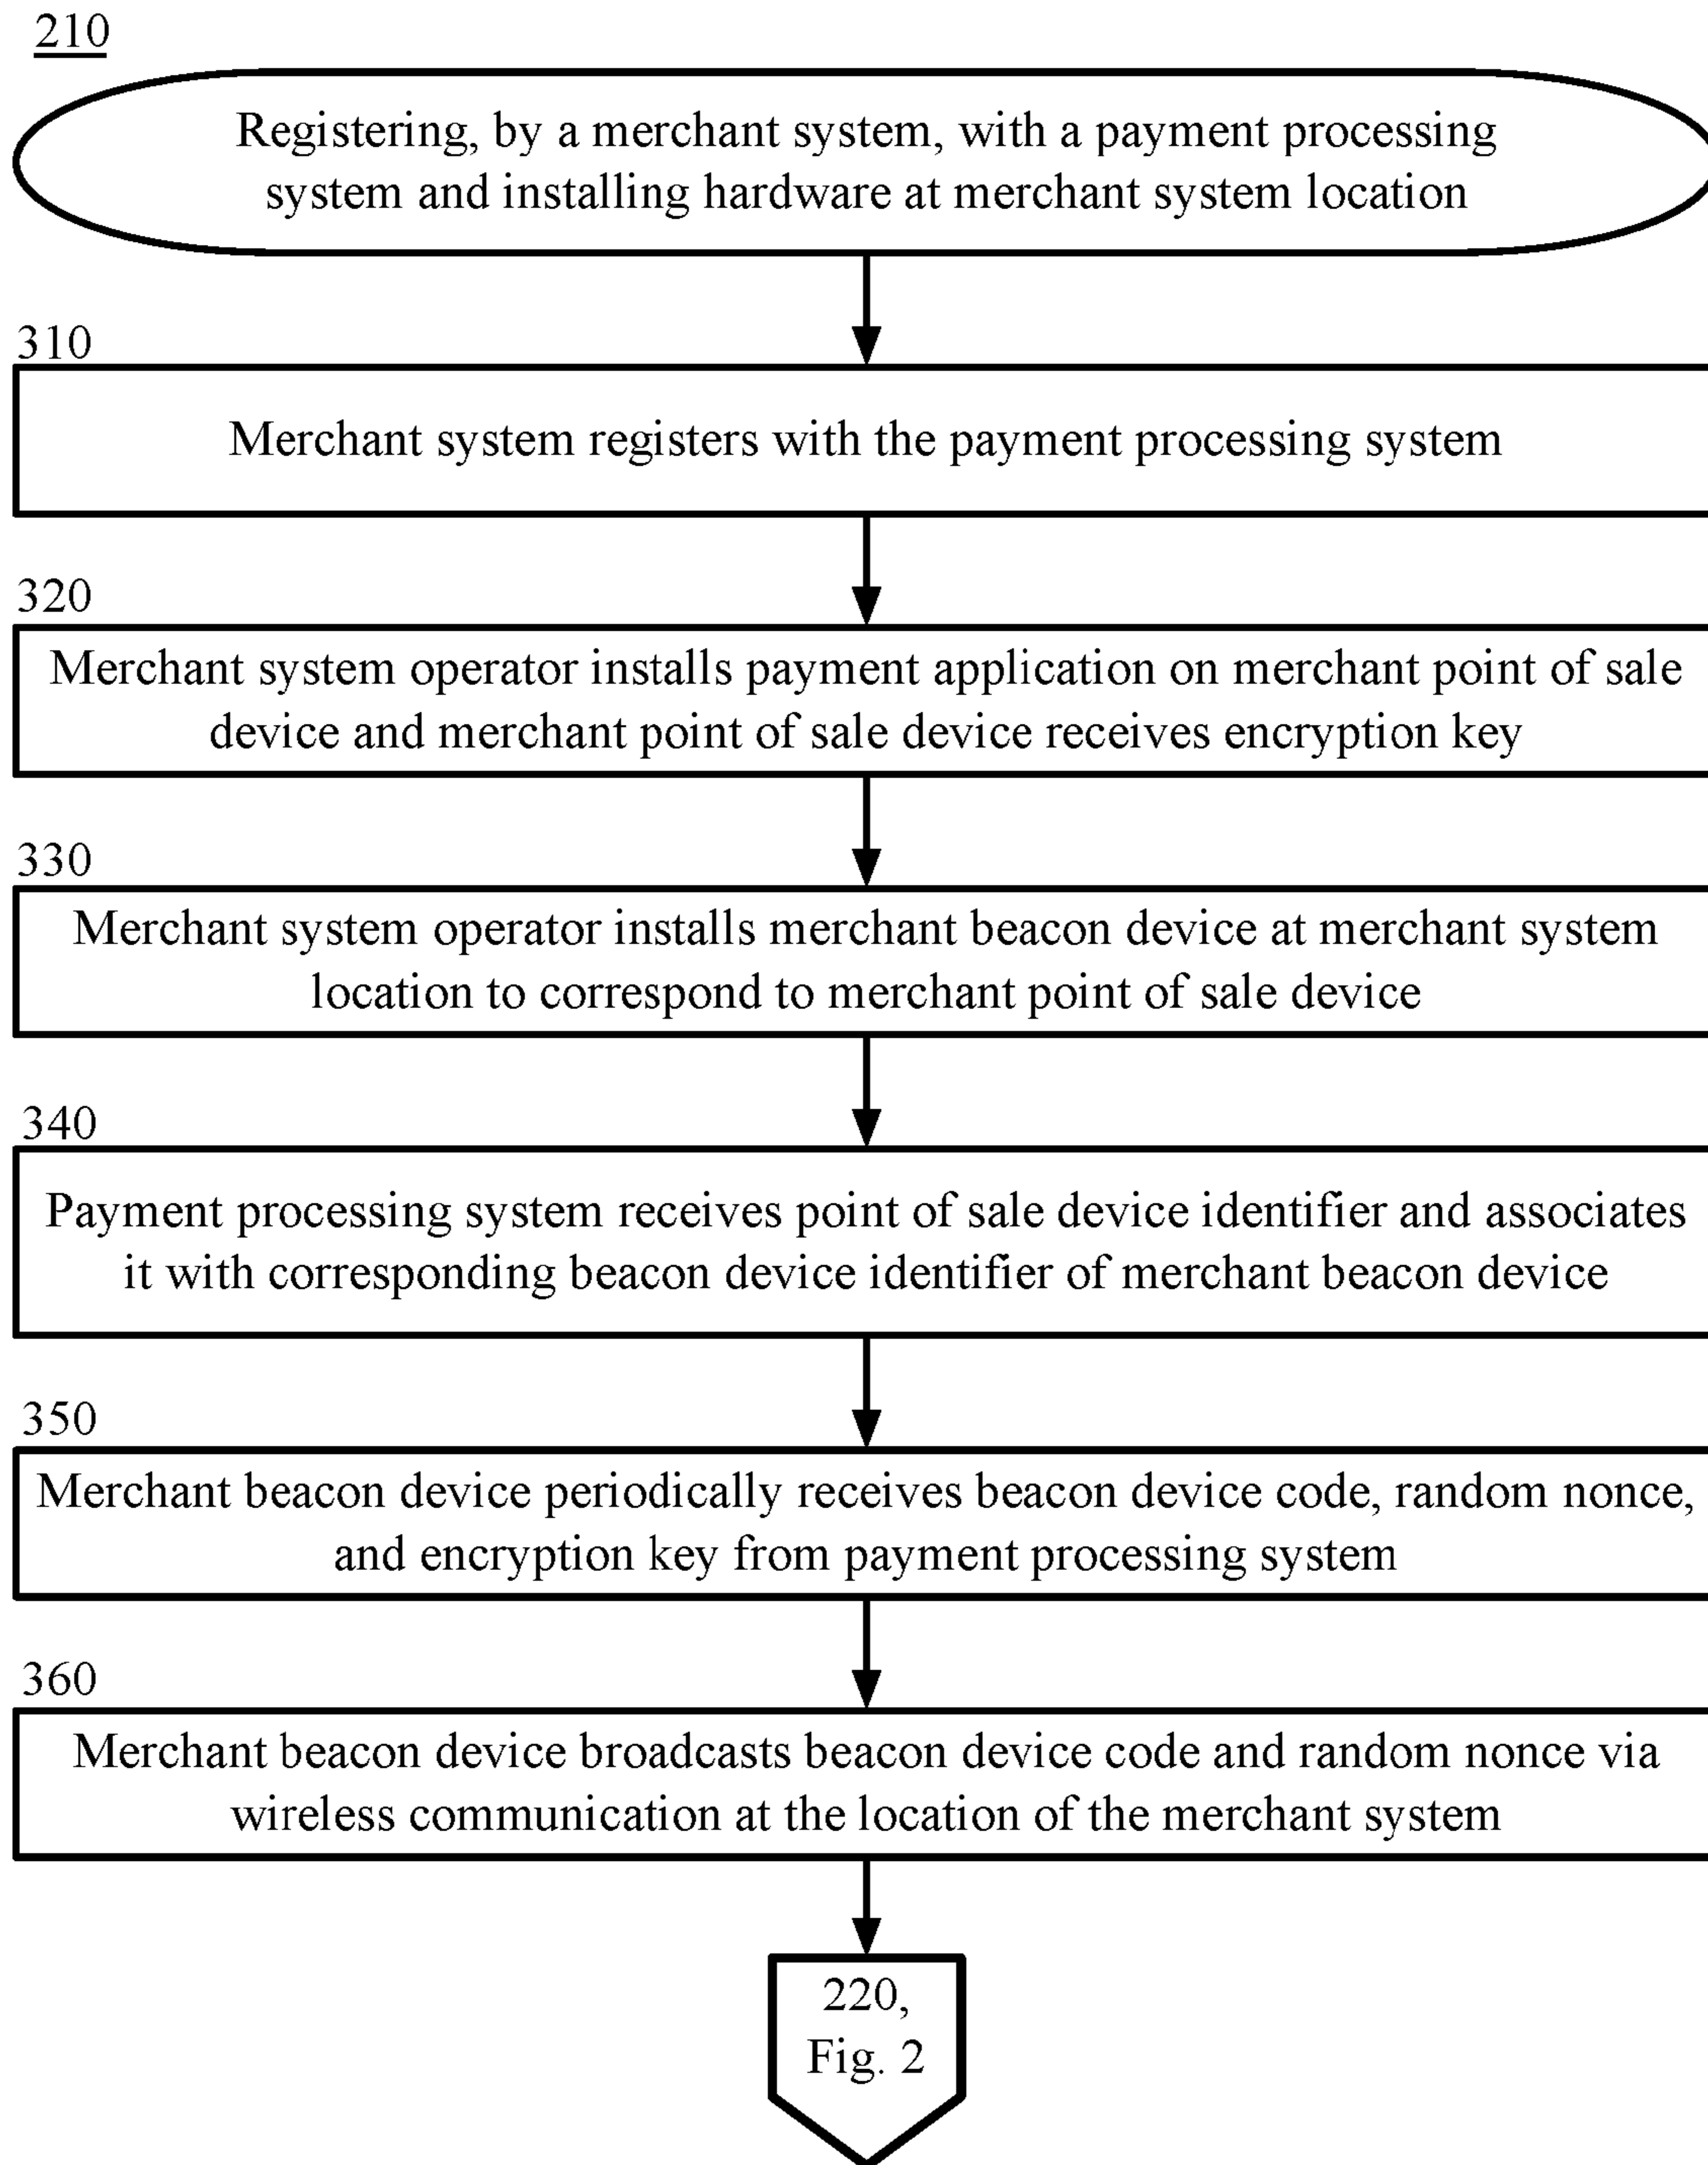 210
Registering, by a merchant system, with a payment processing
system and installing hardware at merchant system location
310
Merchant system registers with the payment processing system
320
Merchant system operator installs payment application on merchant point of sale
device and merchant point of sale device receives encryption key
330
Merchant system operator installs merchant beacon device at merchant system
location to correspond to merchant point of sale device
340
Payment processing system receives point of sale device identifier and associates
it with corresponding beacon device identifier of merchant beacon device
350
Merchant beacon device periodically receives beacon device code, random nonce,
and encryption key from payment processing system
360
Merchant beacon device broadcasts beacon device code and random nonce via
wireless communication at the location of the merchant system
220,
Fig. 2